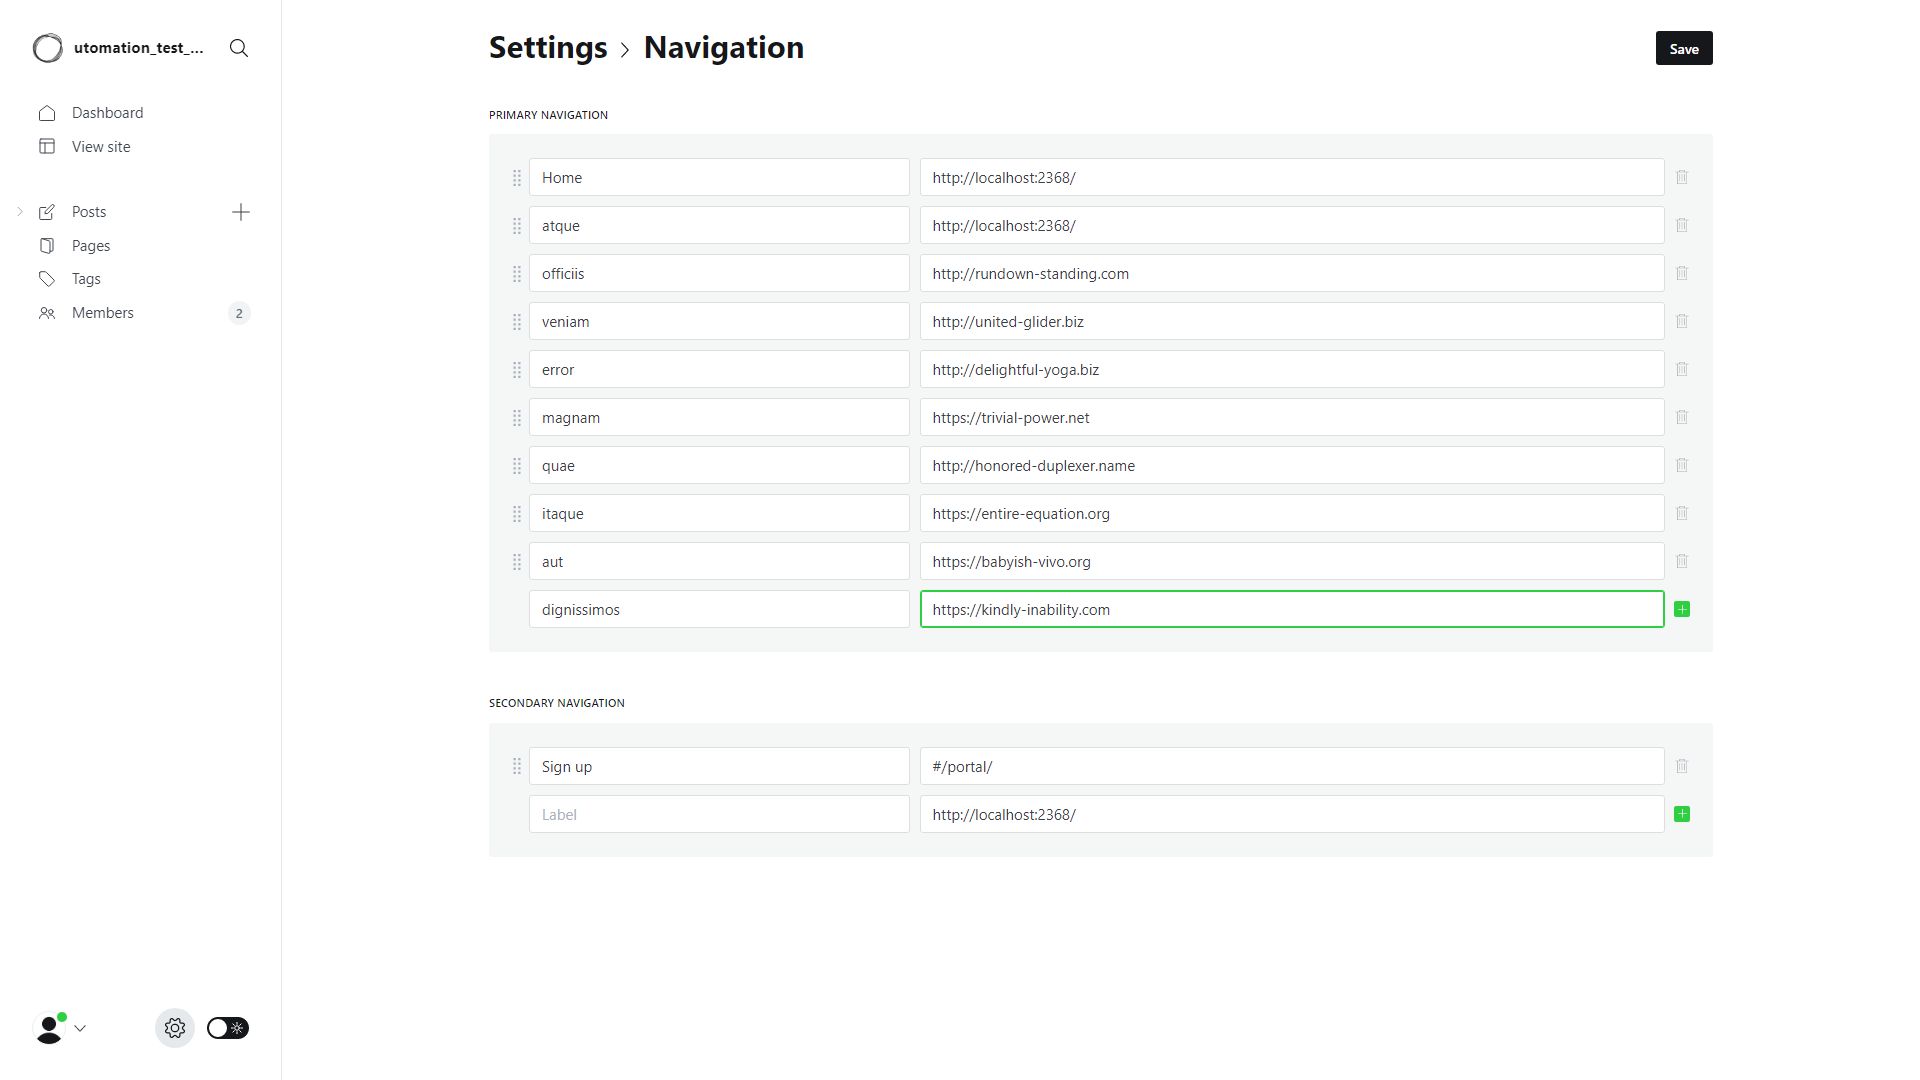 utomation_test_...
Dashboard
View site
Posts
Pages
Tags
Members 2
Settings > Navigation
Save
PRIMARY NAVIGATION
Home http://localhost:2368/
atque http://localhost:2368/
officiis http://rundown-standing.com
veniam http://united-glider.biz
error http://delightful-yoga.biz
magnam https://trivial-power.net
quae http://honored-duplexer.name
itaque https://entire-equation.org
aut https://babyish-vivo.org
dignissimos https://kindly-inability.com
SECONDARY NAVIGATION
Sign up #/portal/
Label http://localhost:2368/